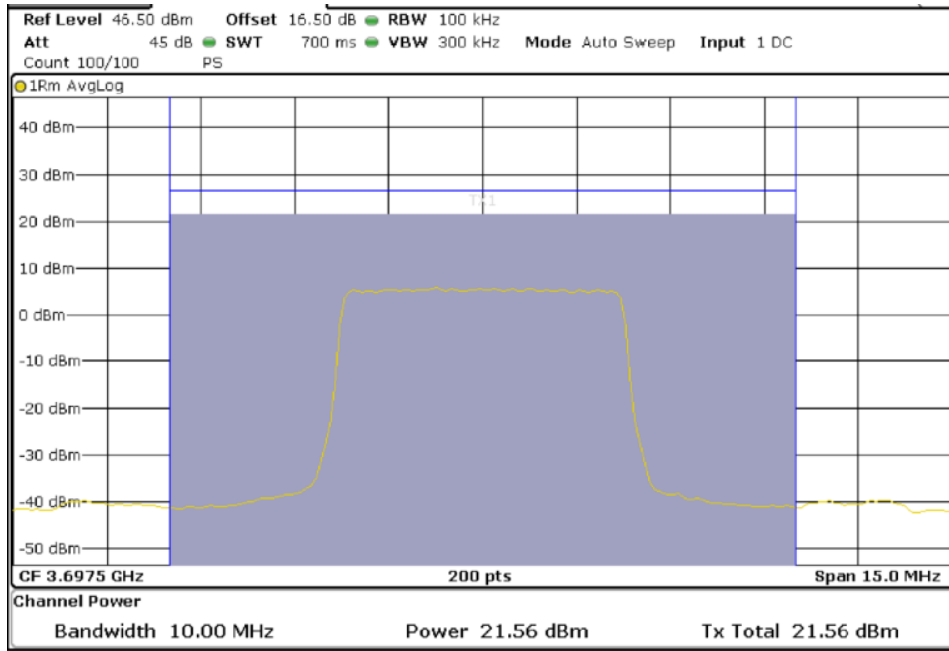 Ref Level 46.50 dBm Offset 16.50 dB RBW 100 kHz
Att 45 dB SWT 700 ms VBW 300 kHz Mode Auto Sweep Input 1 DC
Count 100/100 PS
1Rm AvgLog
40 dBm
30 dBm
TX1
20 dBm
10 dBm
0 dBm
-10 dBm
-20 dBm
-30 dBm
-40 dBm
-50 dBm
CF 3.6975 GHz 200 pts Span 15.0 MHz
Channel Power
Bandwidth 10.00 MHz Power 21.56 dBm Tx Total 21.56 dBm